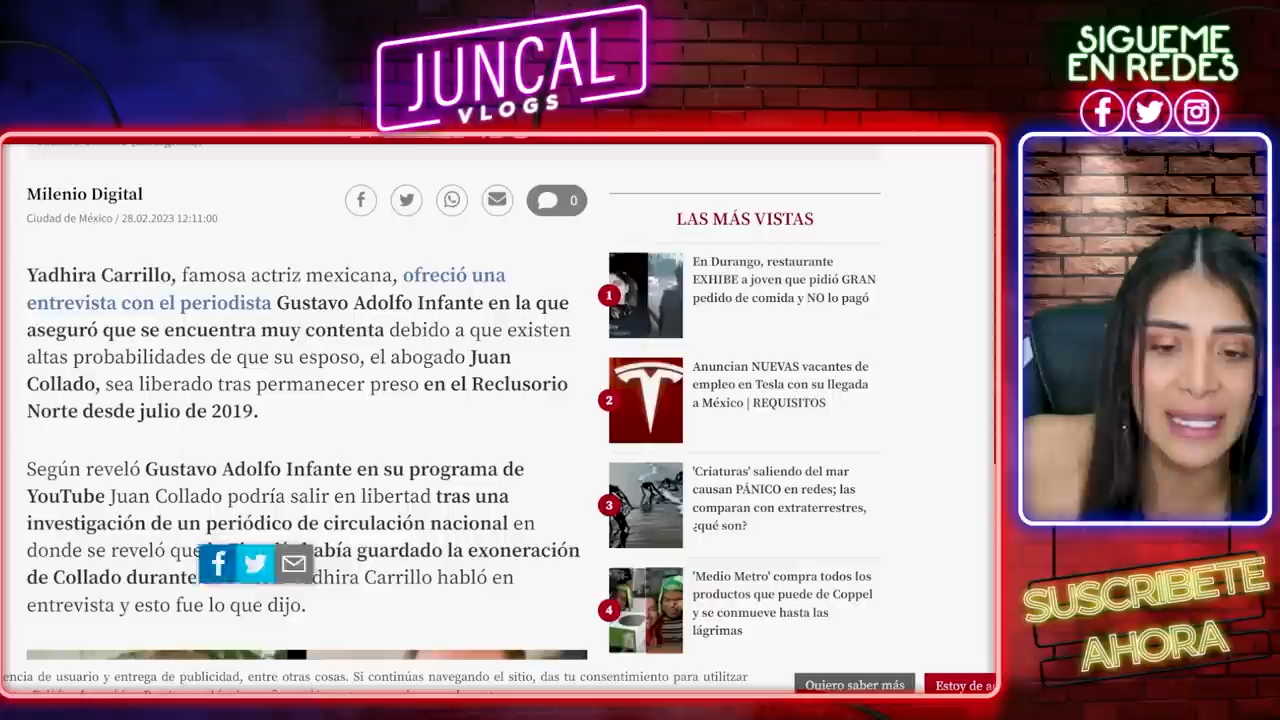 JUNCAL
VLOGS
SIGUEME
EN REDES
Milenio Digital
Ciudad de México / 28.02.2023 12:11:00
0
Yadhira Carrillo, famosa actriz mexicana, ofreció una
entrevista con el periodista Gustavo Adolfo Infante en la que
aseguró que se encuentra muy contenta debido a que existen
altas probabilidades de que su esposo, el abogado Juan
Collado, sea liberado tras permanecer preso en el Reclusorio
Norte desde julio de 2019.
Según reveló Gustavo Adolfo Infante en su programa de
YouTube Juan Collado podría salir en libertad tras una
investigación de un periódico de circulación nacional en
donde se reveló que había guardado la exoneración
de Collado durante Yadhira Carrillo habló en
entrevista y esto fue lo que dijo.
LAS MÁS VISTAS
1
En Durango, restaurante
EXHIBE a joven que pidió GRAN
pedido de comida y NO lo pagó
2
Anuncian NUEVAS vacantes de
empleo en Tesla con su llegada
a México | REQUISITOS
3
'Criaturas' saliendo del mar
causan PÁNICO en redes; las
comparan con extraterrestres,
¿qué son?
4
'Medio Metro' compra todos los
productos que puede de Coppel
y se conmueve hasta las
lágrimas
encia de usuario y entrega de publicidad, entre otras cosas. Si continúas navegando el sitio, das tu consentimiento para utilizar
Quiero saber más
Estoy de
SUSCRIBETE
AHORA